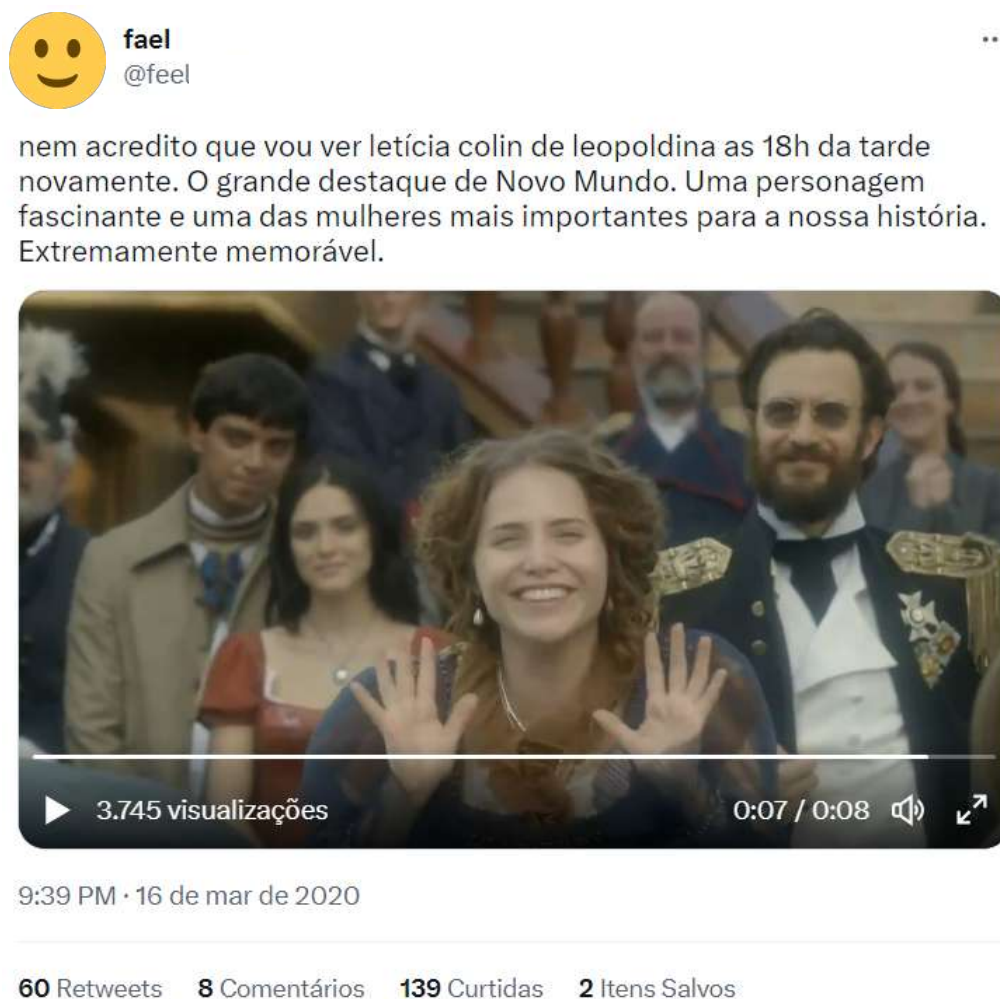 fael
@feel
nem acredito que vou ver letícia colin de leopoldina as 18h da tarde
novamente. O grande destaque de Novo Mundo. Uma personagem
fascinante e uma das mulheres mais importantes para a nossa história.
Extremamente memorável.
3.745 visualizações 0:07 / 0:08
9:39 PM · 16 de mar de 2020
60 Retweets 8 Comentários 139 Curtidas 2 Itens Salvos